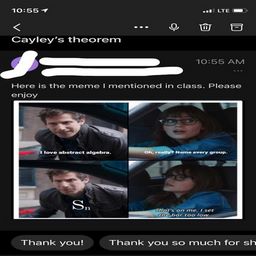 10:55
LTE
Cayley's theorem
10:55 AM
Here is the meme I mentioned in class. Please
enjoy
I love abstract algebra.
Oh, really? Name every group.
Sn
that's on me, I set
the bar too low
Thank you!
Thank you so much for sh